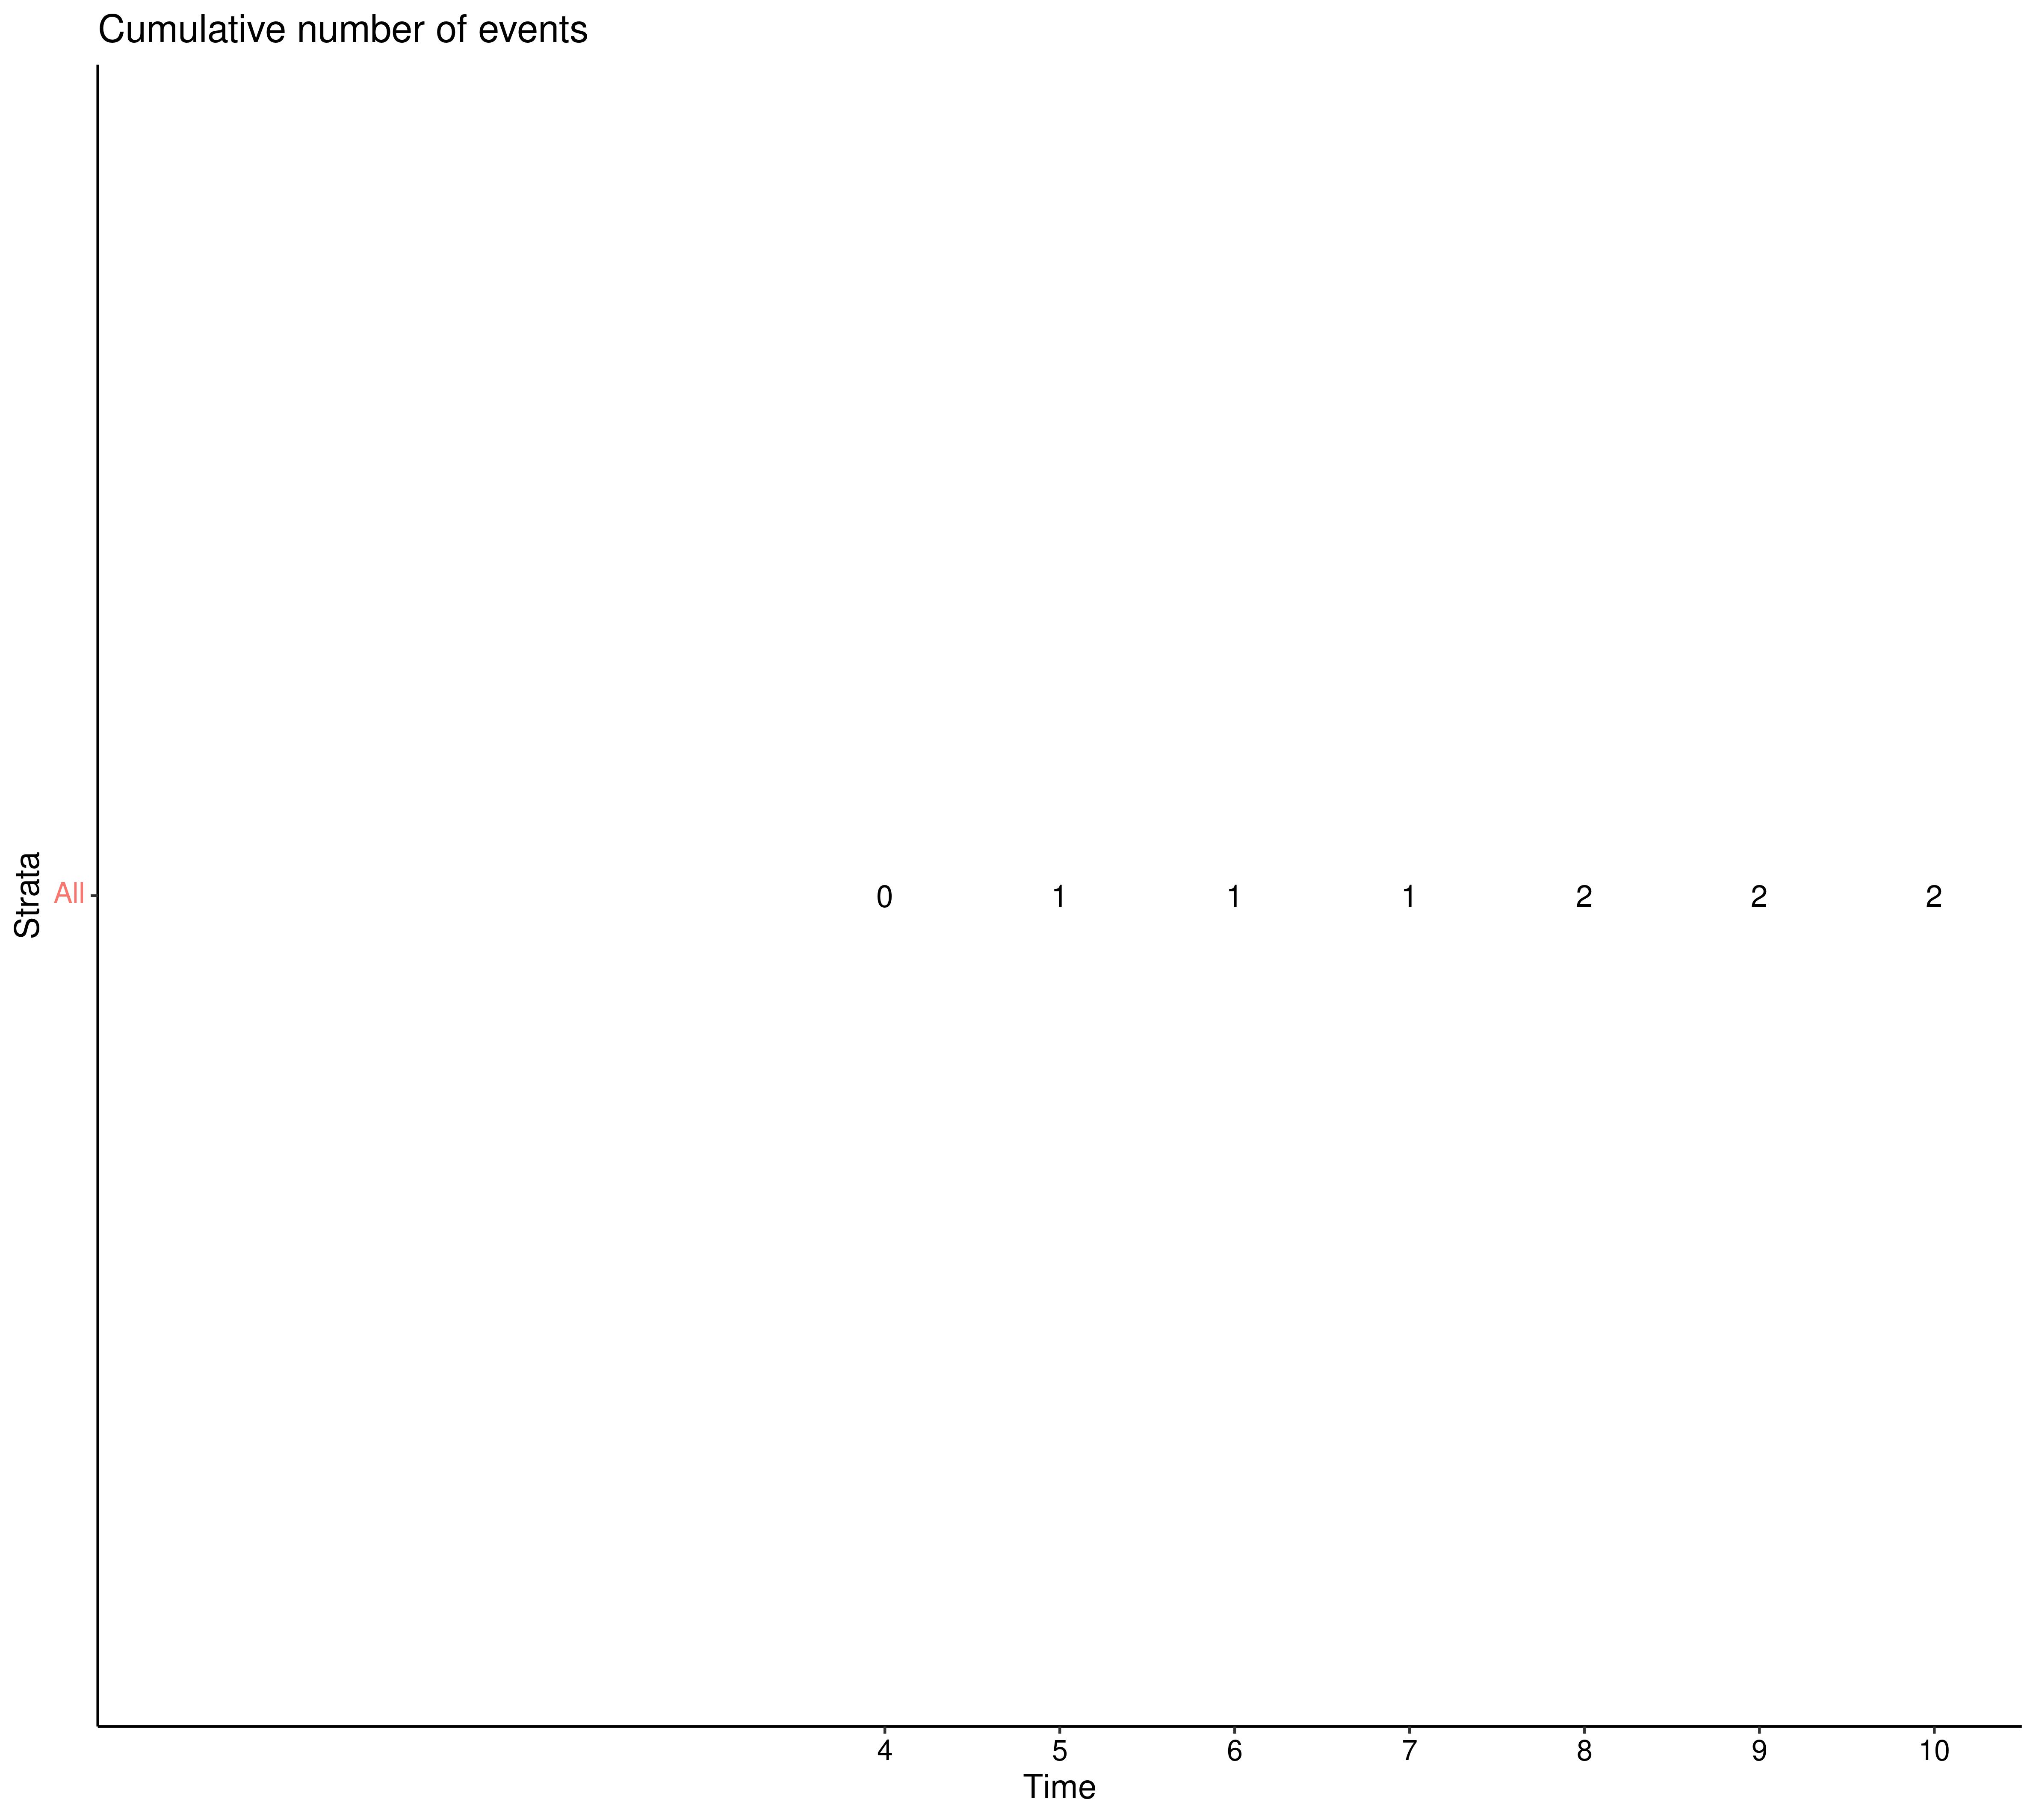 Cumulative number of events
Strata
All 0 1 1 1 2 2 2
4 5 6 7 8 9 10
Time